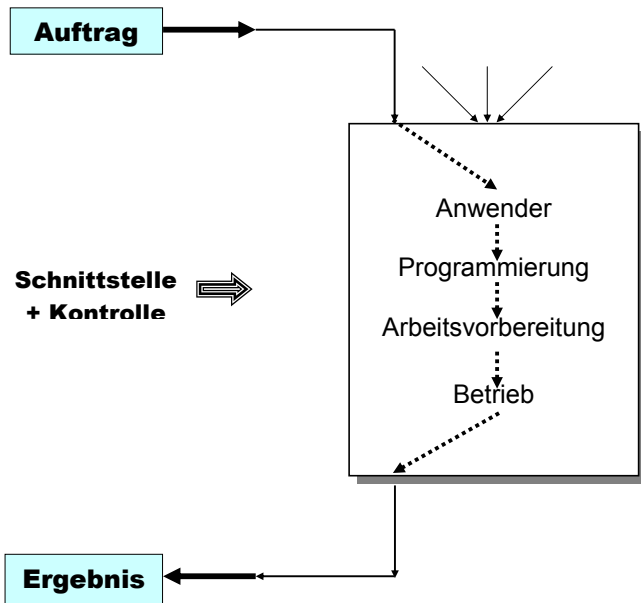 Auftrag
Anwender
Programmierung
Schnittstelle
+ Kontrolle
Arbeitsvorbereitung
Betrieb
Ergebnis